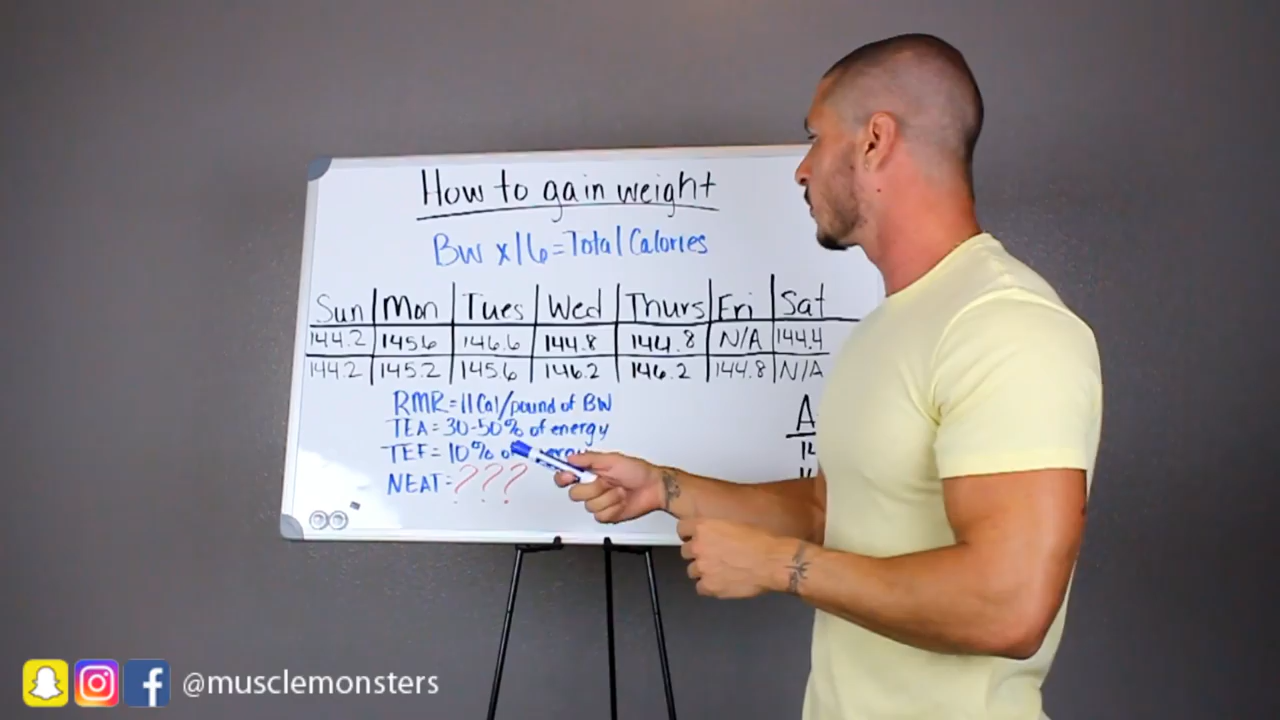 How to gain weight
BW x 16 = Total Calories
Sun Mon Tues Wed Thurs Fri Sat
144.2 145.6 146.6 144.8 144.8 N/A 144.4
144.2 145.2 145.6 146.2 146.2 144.8 N/A
RMR = 11 Cal/pound of BW
TEA = 30-50% of energy
TEF = 10%
NEAT = ???
A
14
@musclemonsters